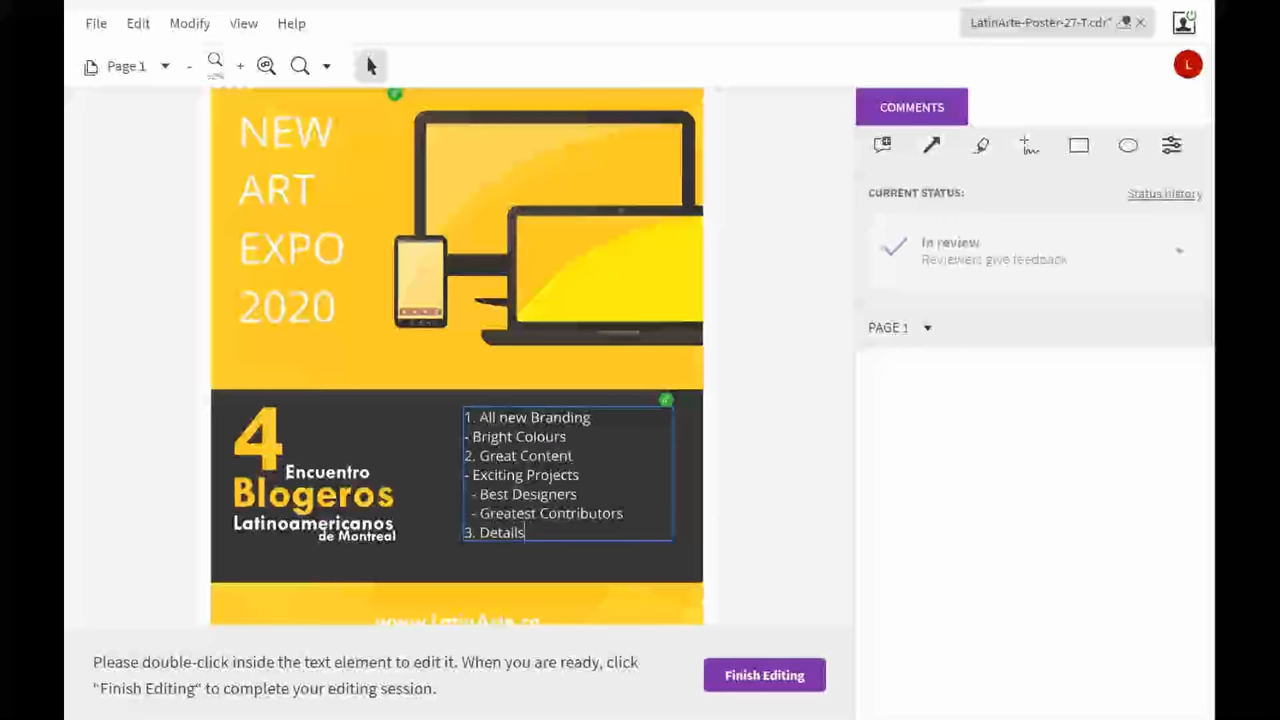 File Edit Modify View Help
LatinArte-Poster-27-T.cdr*
Page 1
L
COMMENTS
NEW
ART
EXPO
2020
CURRENT STATUS:
Status history
In review
Reviewers give feedback
PAGE 1
4
Encuentro
Blogeros
Latinoamericanos
de Montreal
1. All new Branding
- Bright Colours
2. Great Content
- Exciting Projects
- Best Designers
- Greatest Contributors
3. Details
www.LatinArte.ca
Please double-click inside the text element to edit it. When you are ready, click
"Finish Editing" to complete your editing session.
Finish Editing